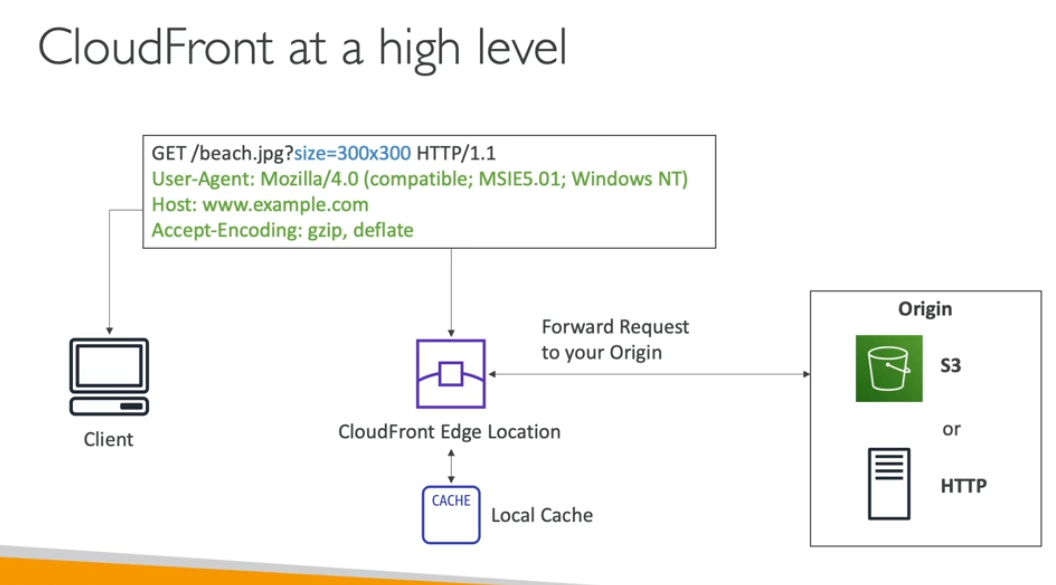 CloudFront at a high level
GET /beach.jpg?size=300x300 HTTP/1.1
User-Agent: Mozilla/4.0 (compatible; MSIE5.01; Windows NT)
Host: www.example.com
Accept-Encoding: gzip, deflate
Client
CloudFront Edge Location
CACHE
Local Cache
Forward Request
to your Origin
Origin
S3
or
HTTP